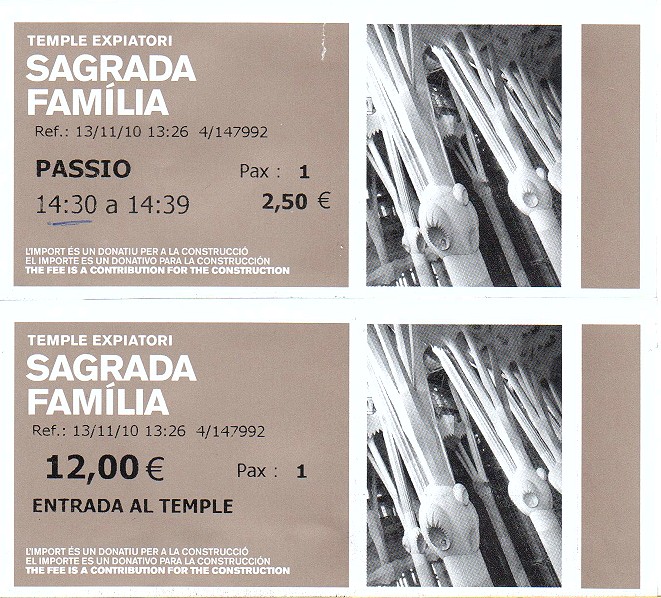 TEMPLE EXPIATORI
SAGRADA
FAMÍLIA
Ref.: 13/11/10 13:26 4/147992
PASSIO Pax : 1
14:30 a 14:39 2,50 €
L'IMPORT ÉS UN DONATIU PER A LA CONSTRUCCIÓ
EL IMPORTE ES UN DONATIVO PARA LA CONSTRUCCIÓN
THE FEE IS A CONTRIBUTION FOR THE CONSTRUCTION
TEMPLE EXPIATORI
SAGRADA
FAMÍLIA
Ref.: 13/11/10 13:26 4/147992
12,00 € Pax : 1
ENTRADA AL TEMPLE
L'IMPORT ÉS UN DONATIU PER A LA CONSTRUCCIÓ
EL IMPORTE ES UN DONATIVO PARA LA CONSTRUCCIÓN
THE FEE IS A CONTRIBUTION FOR THE CONSTRUCTION